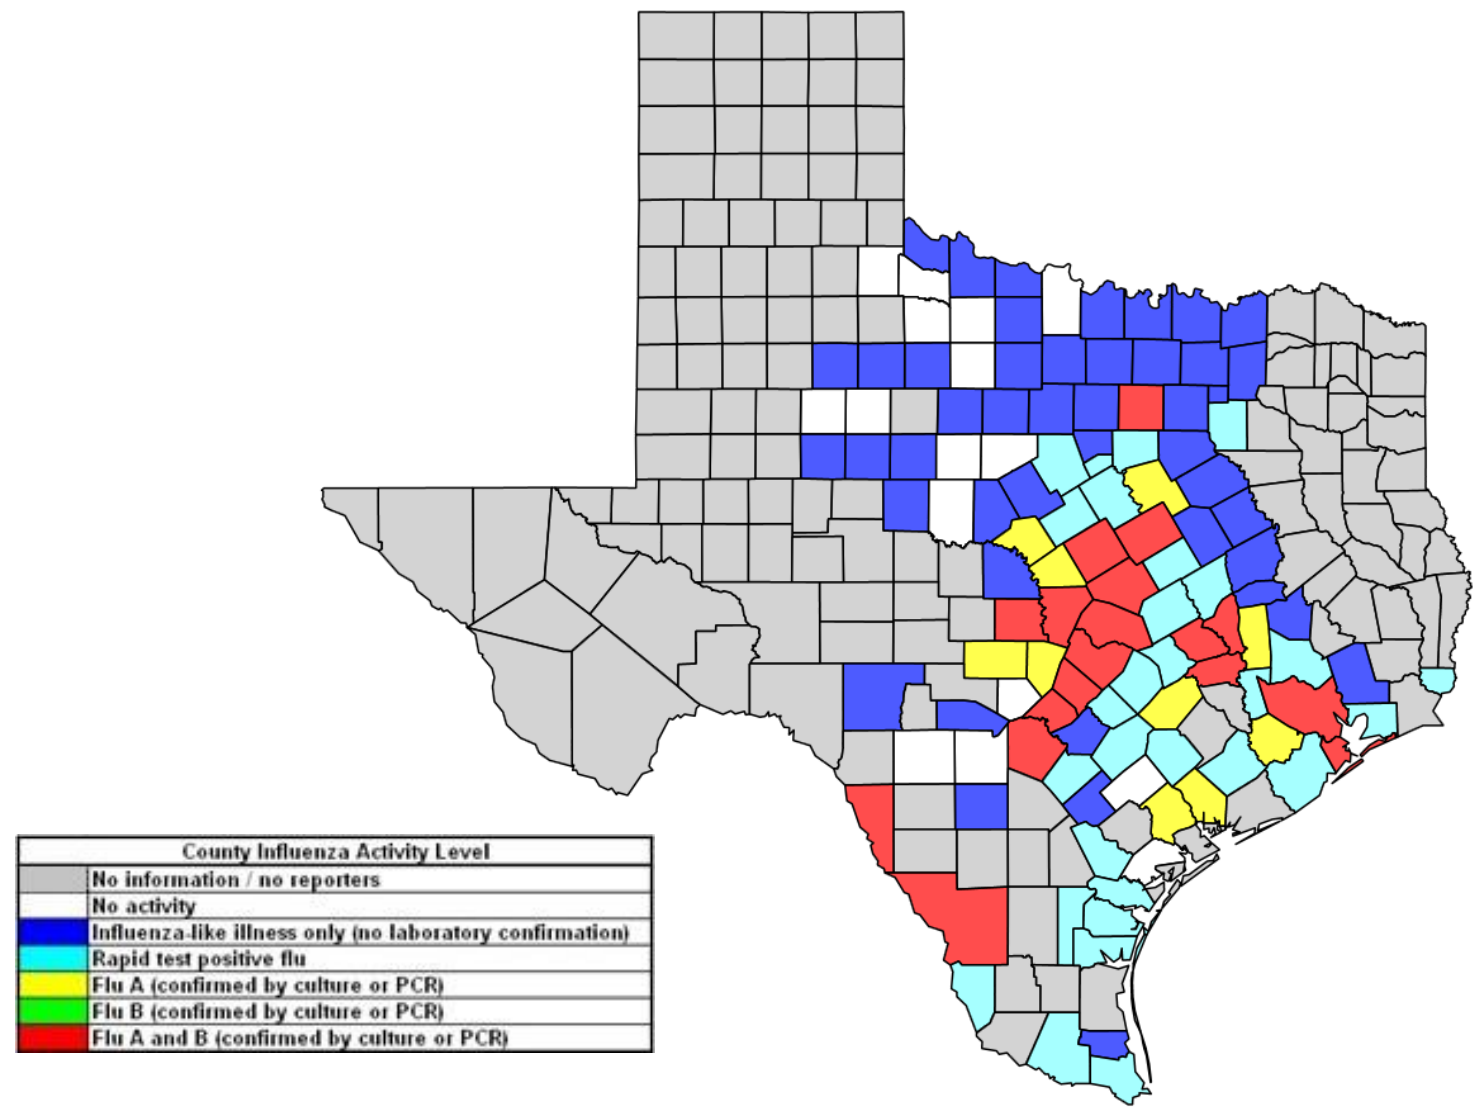 County Influenza Activity Level
No information / no reporters
No activity
Influenza-like illness only (no laboratory confirmation)
Rapid test positive flu
Flu A (confirmed by culture or PCR)
Flu B (confirmed by culture or PCR)
Flu A and B (confirmed by culture or PCR)